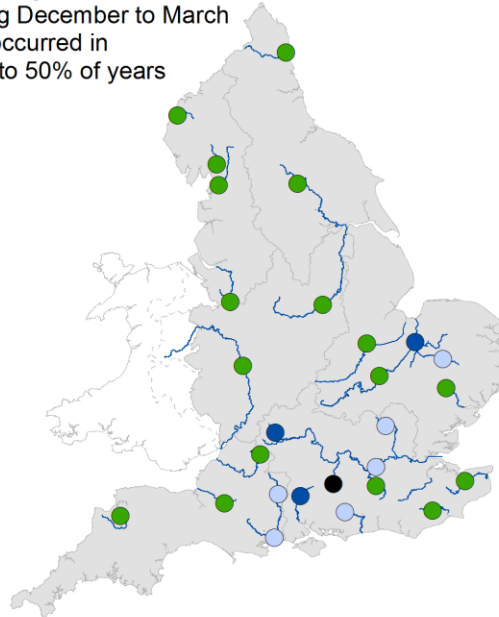 g December to March
occurred in
to 50% of years